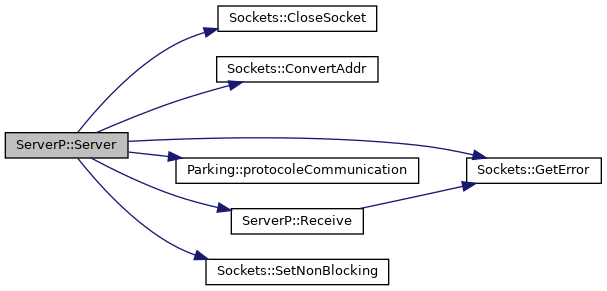 Sockets::CloseSocket
Sockets::ConvertAddr
ServerP::Server
Parking::protocoleCommunication
Sockets::GetError
ServerP::Receive
Sockets::SetNonBlocking